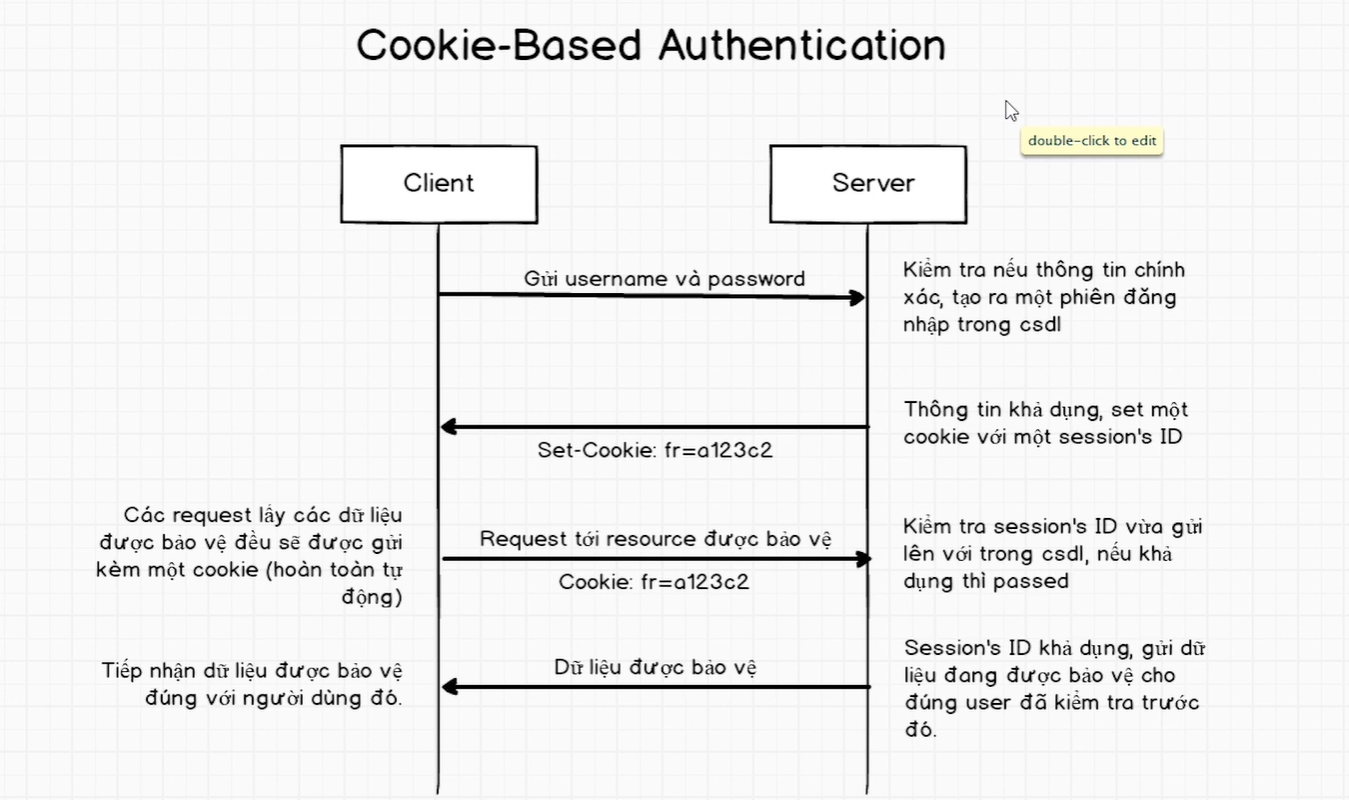 Cookie-Based Authentication
double-click to edit
Client
Server
Gửi username và password
Kiểm tra nếu thông tin chính
xác, tạo ra một phiên đăng
nhập trong csdl
Thông tin khả dụng, set một
cookie với một session's ID
Set-Cookie: fr=a123c2
Các request lấy các dữ liệu
được bảo vệ đều sẽ được gửi
kèm một cookie (hoàn toàn tự
động)
Request tới resource được bảo vệ
Cookie: fr=a123c2
Kiểm tra session's ID vừa gửi
lên với trong csdl, nếu khả
dụng thì passed
Tiếp nhận dữ liệu được bảo vệ
đúng với người dùng đó.
Dữ liệu được bảo vệ
Session's ID khả dụng, gửi dữ
liệu đang được bảo vệ cho
đúng user đã kiểm tra trước
đó.